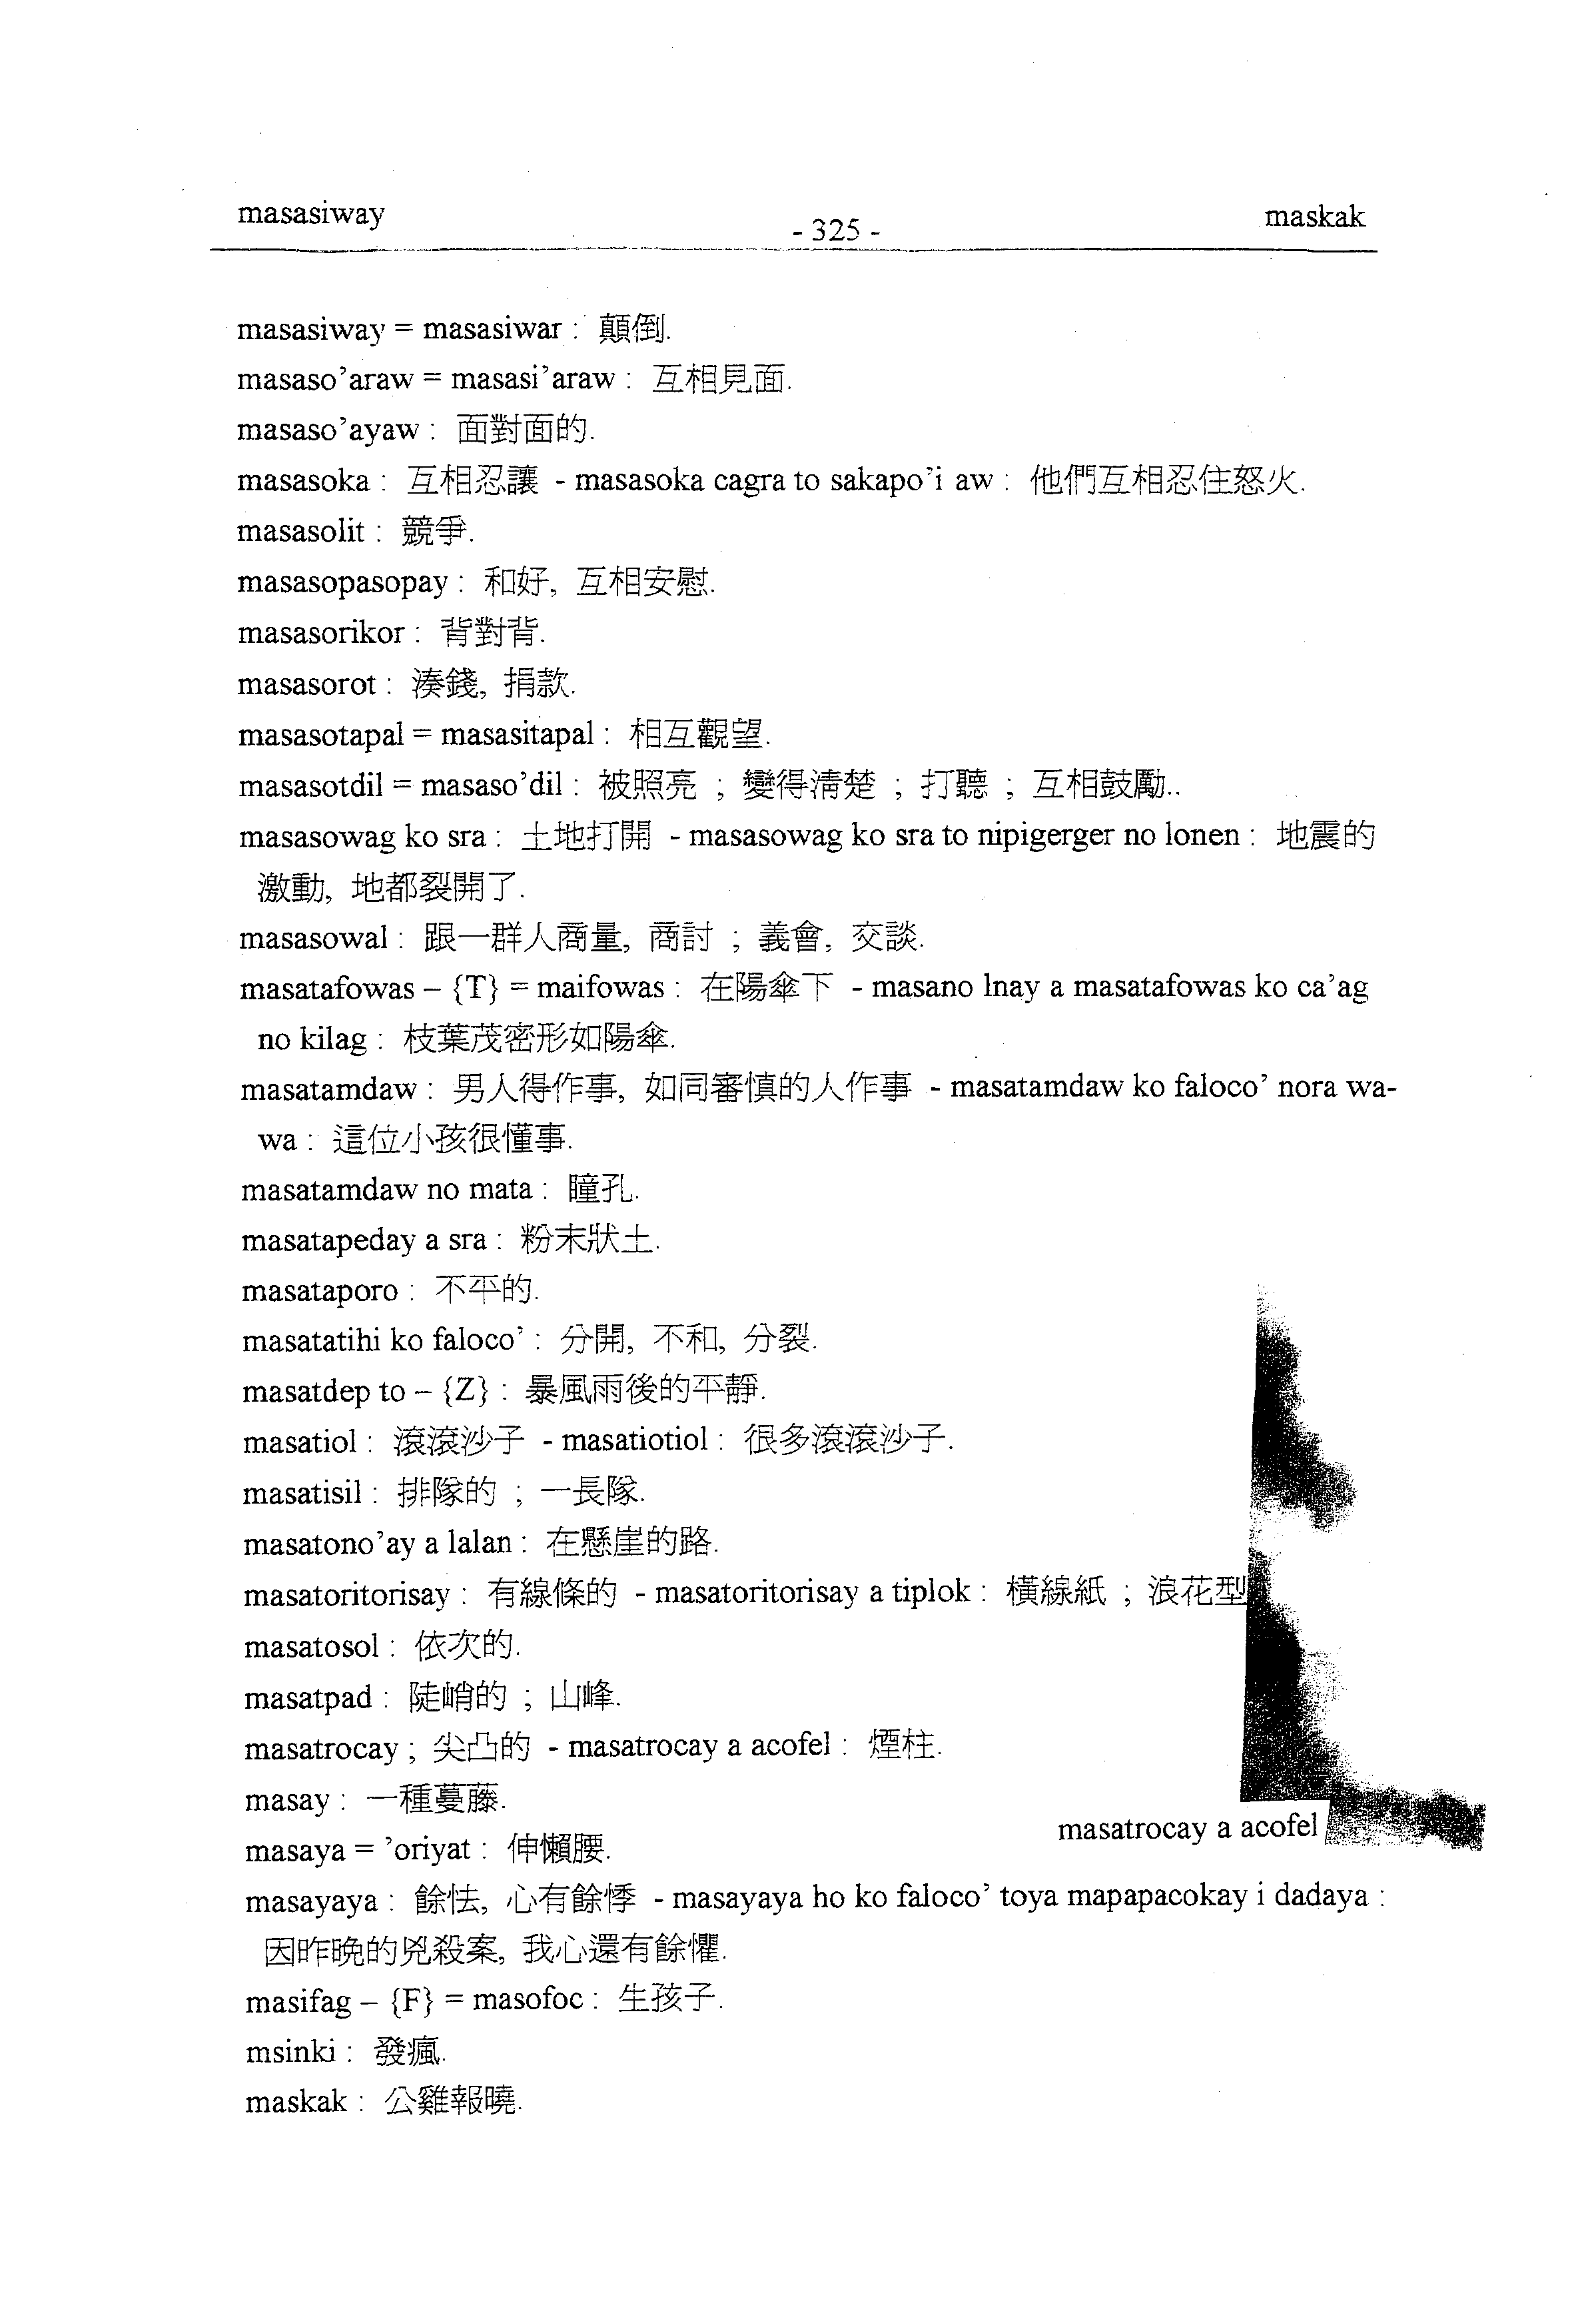 masasiway - 325 - maskak
masasiway = masasiwar : 顛倒.
masaso’araw = masasi’araw : 互相見面.
masaso’ayaw : 面對面的.
masasoka : 互相忍讓 - masasoka cagra to sakapo’i aw : 他們互相忍住怒火.
masasolit : 競爭.
masasopasopay : 和好, 互相安慰.
masasorikor : 背對背.
masasorot : 湊錢, 捐款.
masasotapal = masasitapal : 相互觀望.
masasotdil = masaso’dil : 被照亮 ; 變得清楚 ; 打聽 ; 互相鼓勵..
masasowag ko sra : 土地打開 - masasowag ko sra to nipigerger no lonen : 地震的
激動, 地都裂開了.
masasowal : 跟一群人商量, 商討 ; 義會, 交談.
masatafowas – {T} = maifowas : 在陽傘下 - masano lnay a masatafowas ko ca’ag
no kilag : 枝葉茂密形如陽傘.
masatamdaw : 男人得作事, 如同審慎的人作事 - masatamdaw ko faloco’ nora wa-
wa : 這位小孩很懂事.
masatamdaw no mata : 瞳孔.
masatapeday a sra : 粉末狀土.
masataporo : 不平的.
masatatihi ko faloco’ : 分開, 不和, 分裂.
masatdep to – {Z} : 暴風雨後的平靜.
masatiol : 滾滾沙子 - masatiotiol : 很多滾滾沙子.
masatisil : 排隊的 ; 一長隊.
masatono’ay a lalan : 在懸崖的路.
masatoritorisay : 有線條的 - masatoritorisay a tiplok : 橫線紙 ; 浪花型
masatosol : 依次的.
masatpad : 陡峭的 ; 山峰.
masatrocay ; 尖凸的 - masatrocay a acofel : 煙柱.
masay : 一種蔓藤.
masatrocay a acofel
masaya = ’oriyat : 伸懶腰.
masayaya : 餘怯, 心有餘悸 - masayaya ho ko faloco’ toya mapapacokay i dadaya :
因昨晚的兇殺案, 我心還有餘懼.
masifag – {F} = masofoc : 生孩子.
msinki : 發瘋.
maskak : 公雞報曉.